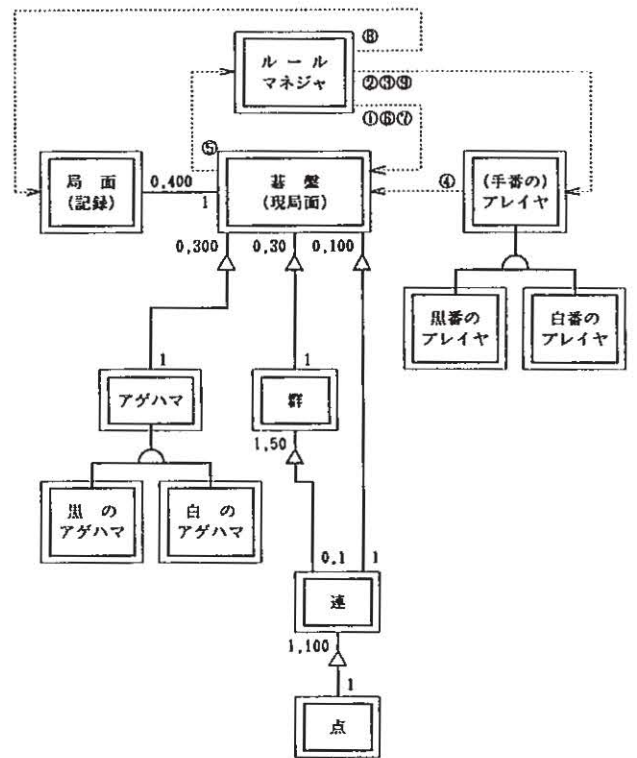 ⑧
ルール
マネジャ
②③⑨
①⑥⑦
⑤
局面
(記録)
0,400
1
碁盤
(現局面)
④
(手番の)
プレイヤ
0,300
0,30
0,100
黒番の
プレイヤ
白番の
プレイヤ
1
1
アゲハマ
群
1,50
黒の
アゲハマ
白の
アゲハマ
0,1
1
連
1,100
1
点